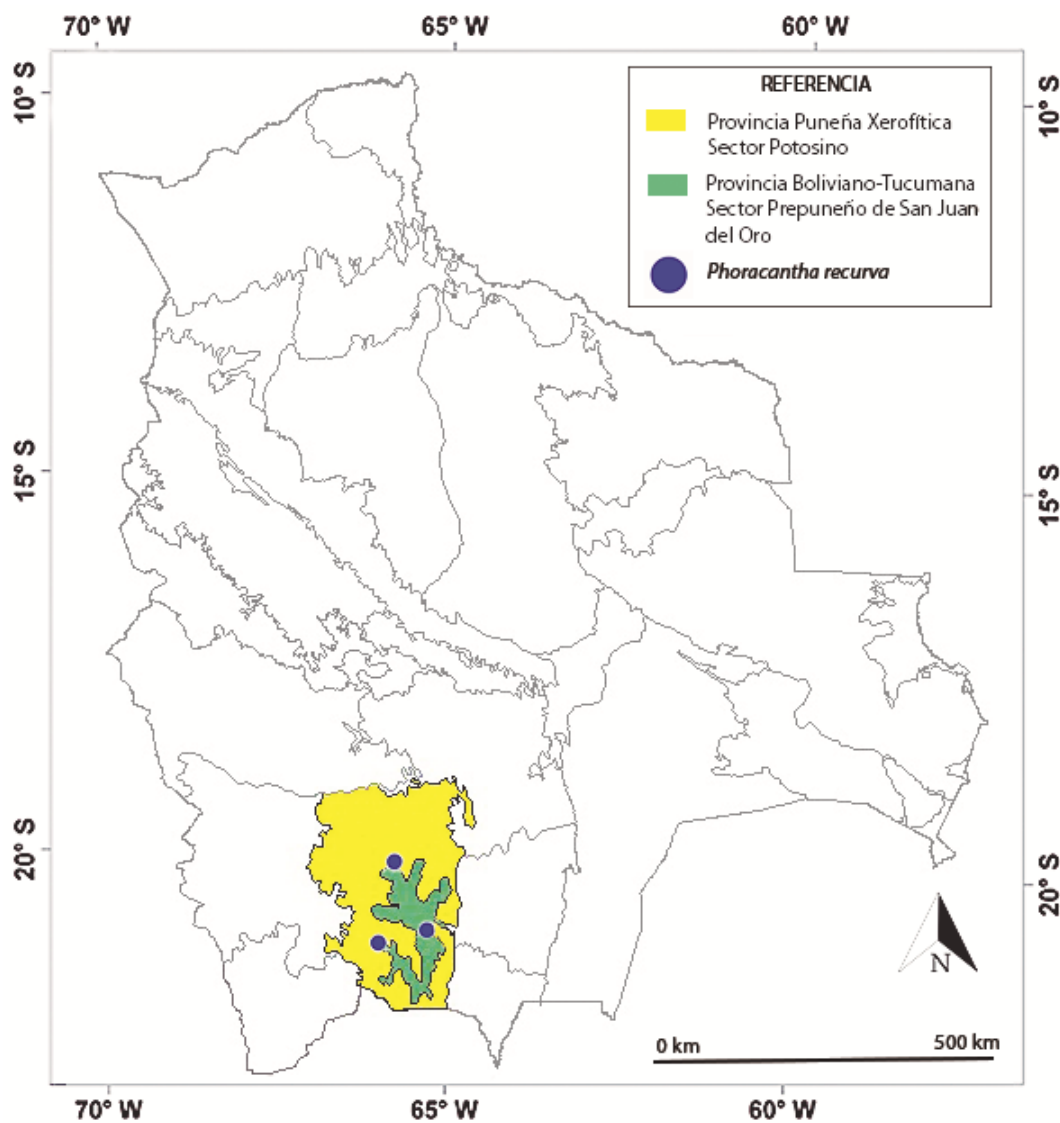 70° W 65° W 60° W
10° S
10° S
REFERENCIA
Provincia Puneña Xerofítica
Sector Potosino
Provincia Boliviano-Tucumana
Sector Prepuneño de San Juan
del Oro
Phoracantha recurva
15° S
15° S
20° S
20° S
N
0 km 500 km
70° W 65° W 60° W